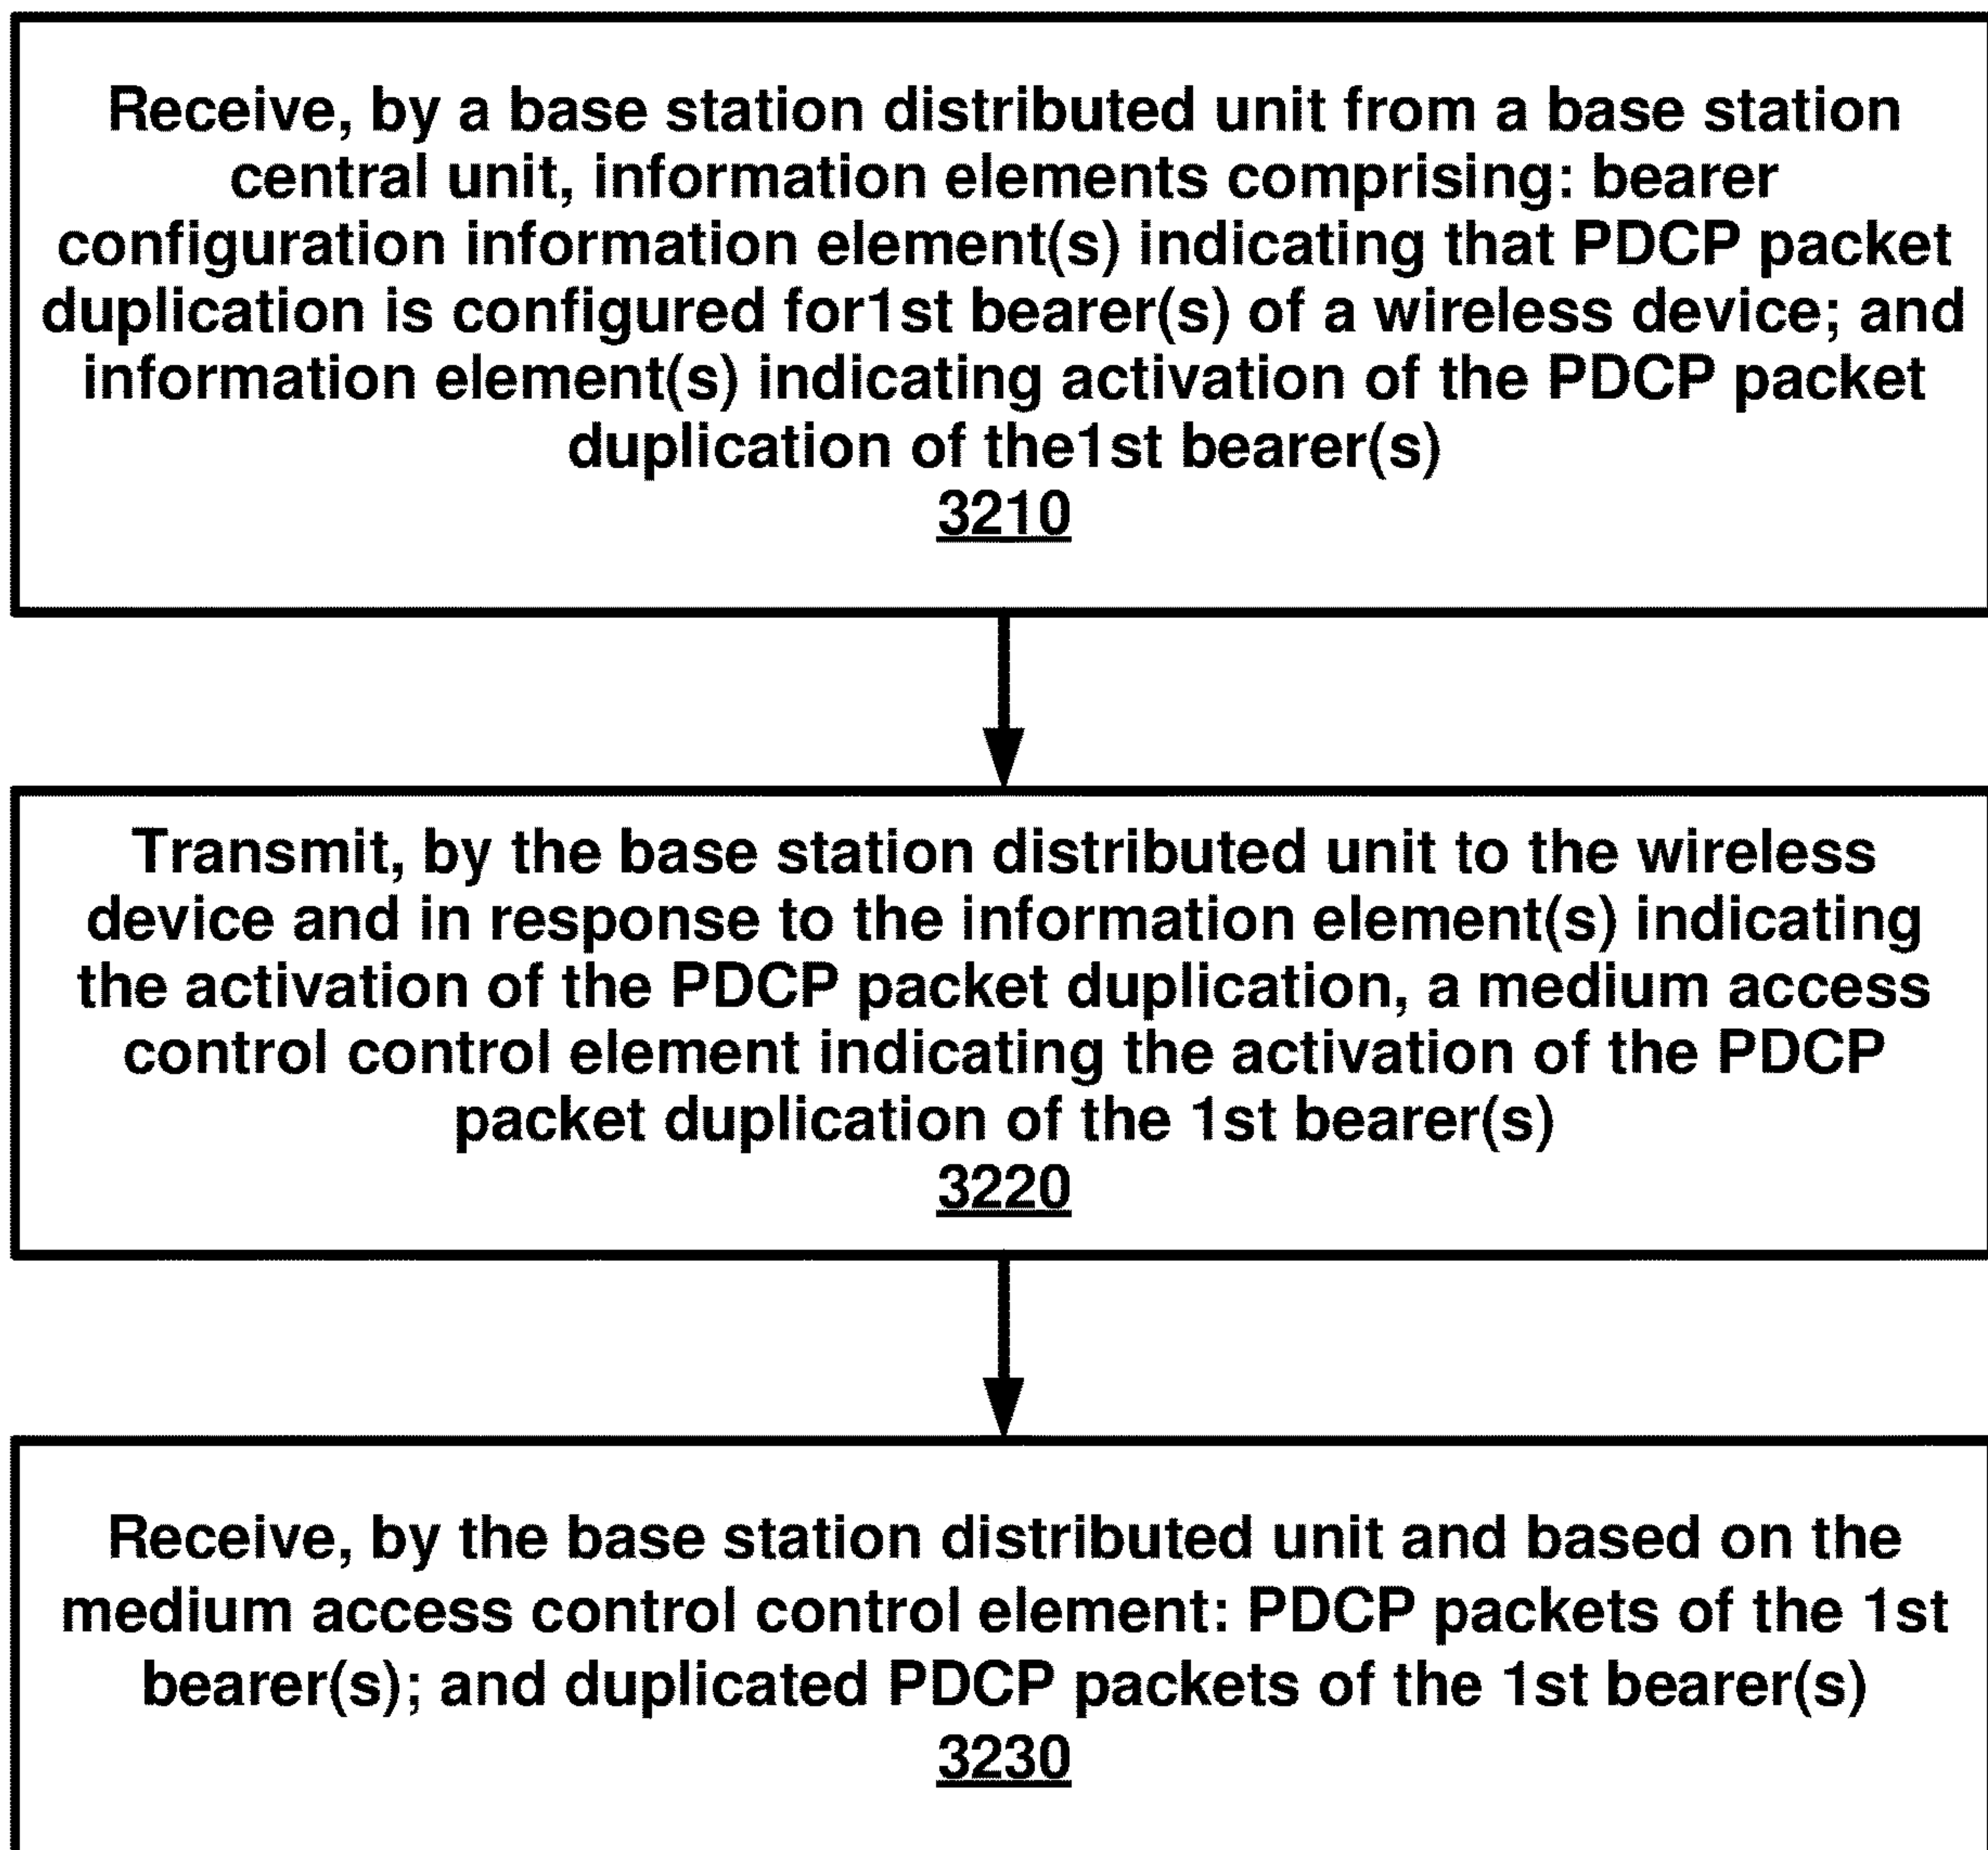 Receive, by a base station distributed unit from a base station
central unit, information elements comprising: bearer
configuration information element(s) indicating that PDCP packet
duplication is configured for1st bearer(s) of a wireless device; and
information element(s) indicating activation of the PDCP packet
duplication of the1st bearer(s)
3210
Transmit, by the base station distributed unit to the wireless
device and in response to the information element(s) indicating
the activation of the PDCP packet duplication, a medium access
control control element indicating the activation of the PDCP
packet duplication of the 1st bearer(s)
3220
Receive, by the base station distributed unit and based on the
medium access control control element: PDCP packets of the 1st
bearer(s); and duplicated PDCP packets of the 1st bearer(s)
3230